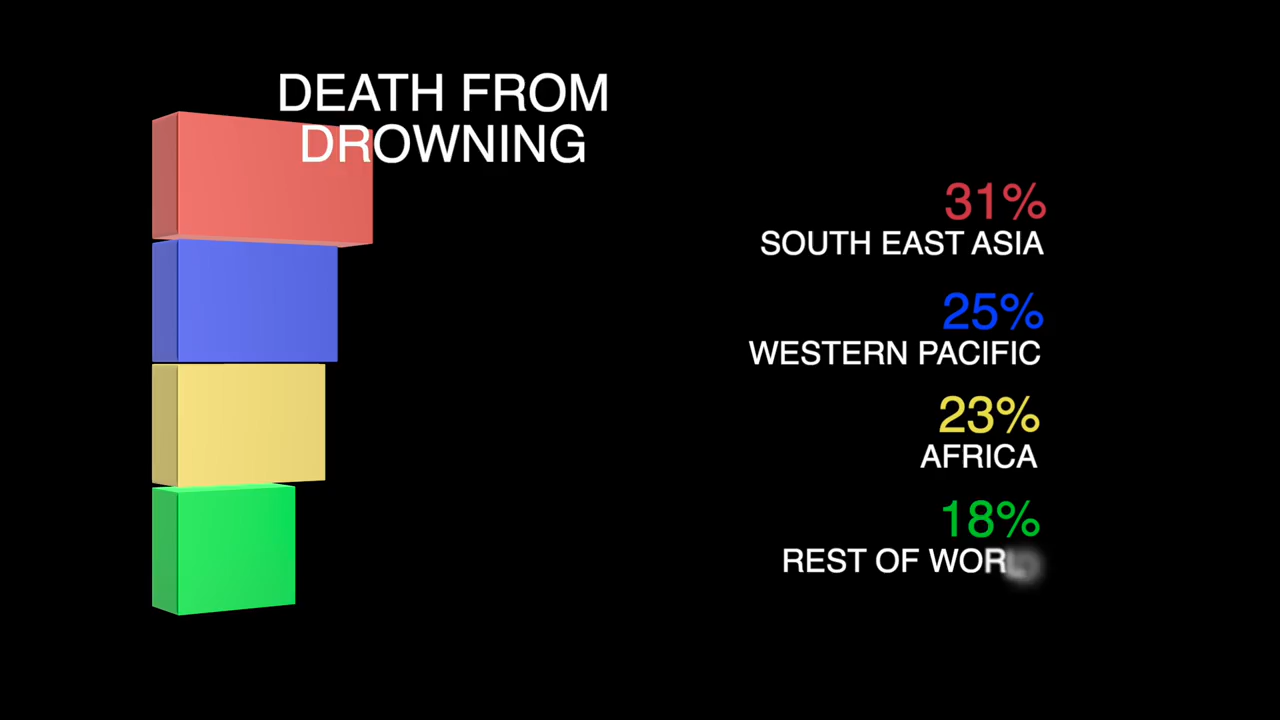 DEATH FROM
DROWNING
31%
SOUTH EAST ASIA
25%
WESTERN PACIFIC
23%
AFRICA
18%
REST OF